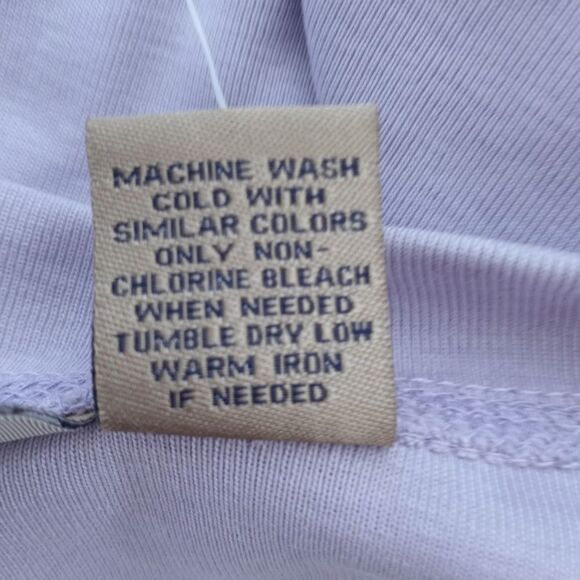 MACHINE WASH
COLD WITH
SIMILAR COLORS
ONLY NON-
CHLORINE BLEACH
WHEN NEEDED
TUMBLE DRY LOW
WARM IRON
IF NEEDED